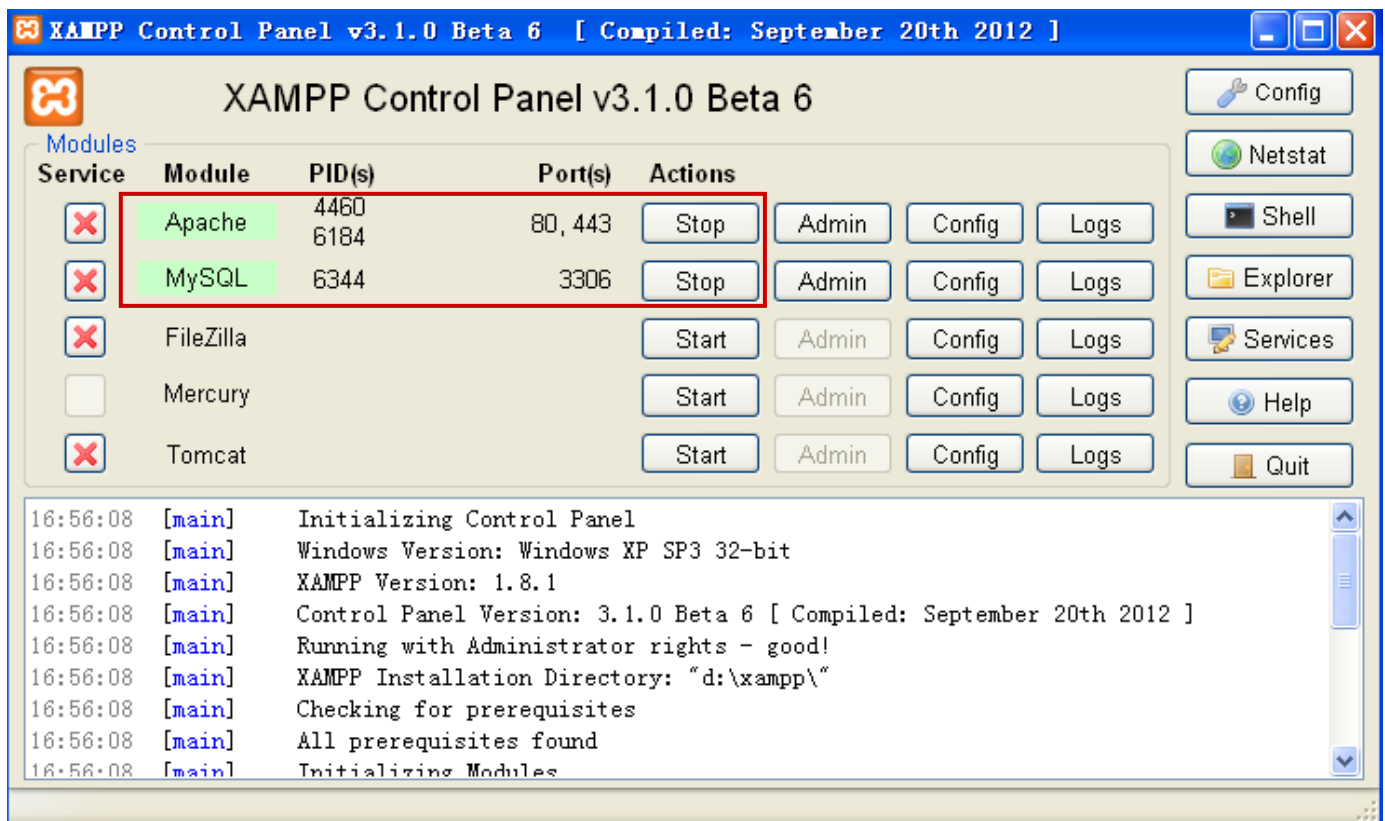 XAMPP Control Panel v3.1.0 Beta 6 [ Compiled: September 20th 2012 ]
XAMPP Control Panel v3.1.0 Beta 6
Config
Modules
Netstat
Service Module PID(s) Port(s) Actions
Apache 4460 6184 80, 443 Stop Admin Config Logs
Shell
MySQL 6344 3306 Stop Admin Config Logs
Explorer
FileZilla Start Admin Config Logs
Services
Mercury Start Admin Config Logs
Help
Tomcat Start Admin Config Logs
Quit
16:56:08 [main] Initializing Control Panel
16:56:08 [main] Windows Version: Windows XP SP3 32-bit
16:56:08 [main] XAMPP Version: 1.8.1
16:56:08 [main] Control Panel Version: 3.1.0 Beta 6 [ Compiled: September 20th 2012 ]
16:56:08 [main] Running with Administrator rights - good!
16:56:08 [main] XAMPP Installation Directory: "d:\xampp\"
16:56:08 [main] Checking for prerequisites
16:56:08 [main] All prerequisites found
16:56:08 [main] Initializing Modules